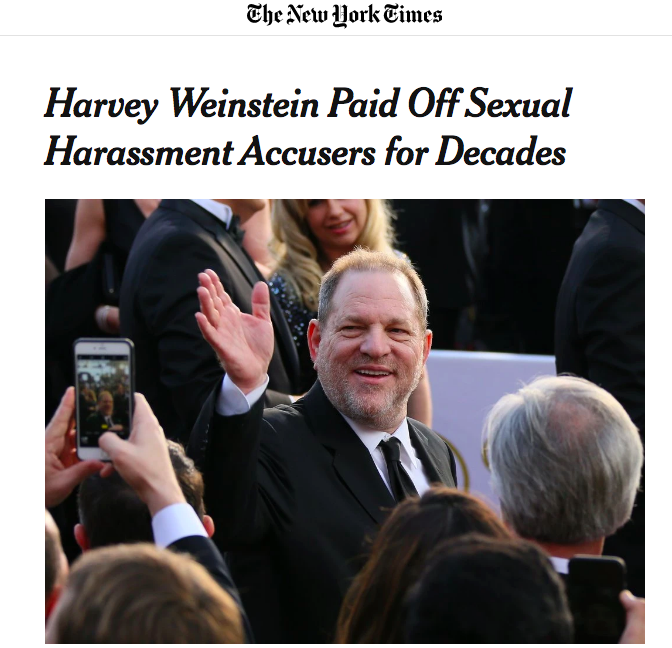 The New York Times
Harvey Weinstein Paid Off Sexual
Harassment Accusers for Decades